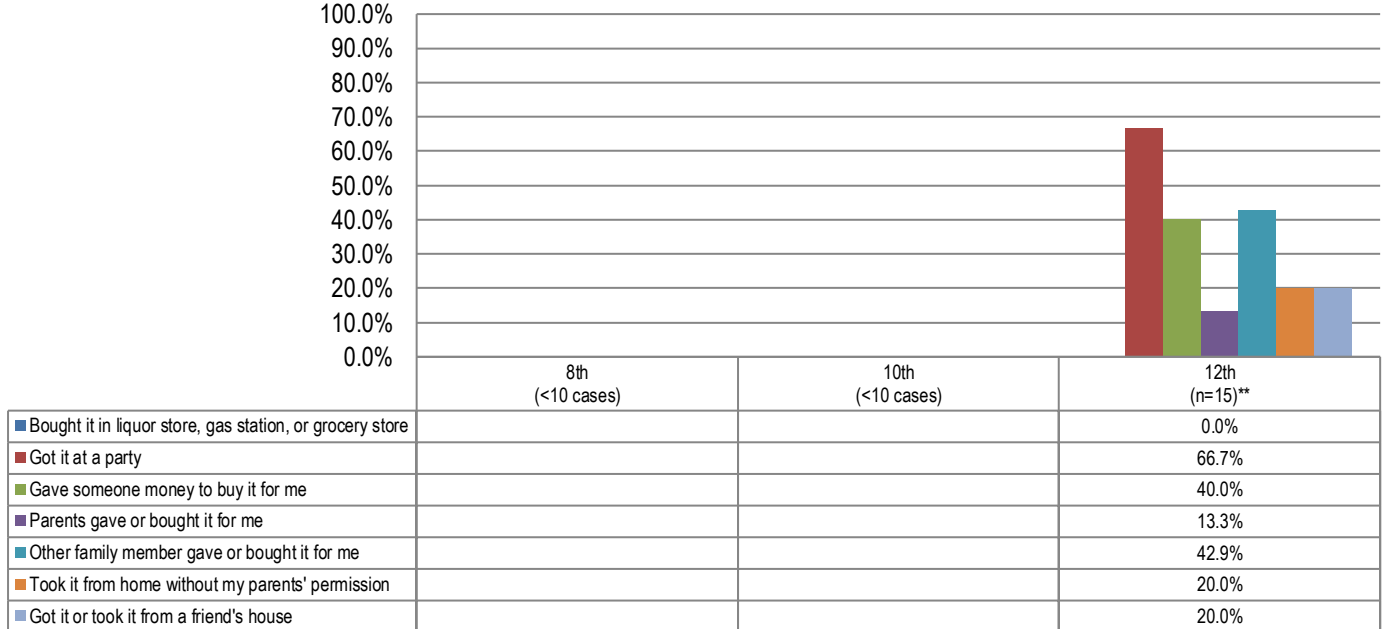 100.0%
90.0%
80.0%
70.0%
60.0%
50.0%
40.0%
30.0%
20.0%
10.0%
0.0%
8th 10th 12th
(<10 cases) (<10 cases) (n=15)**
Bought it in liquor store, gas station, or grocery store 0.0%
Got it at a party 66.7%
Gave someone money to buy it for me 40.0%
Parents gave or bought it for me 13.3%
Other family member gave or bought it for me 42.9%
Took it from home without my parents' permission 20.0%
Got it or took it from a friend's house 20.0%